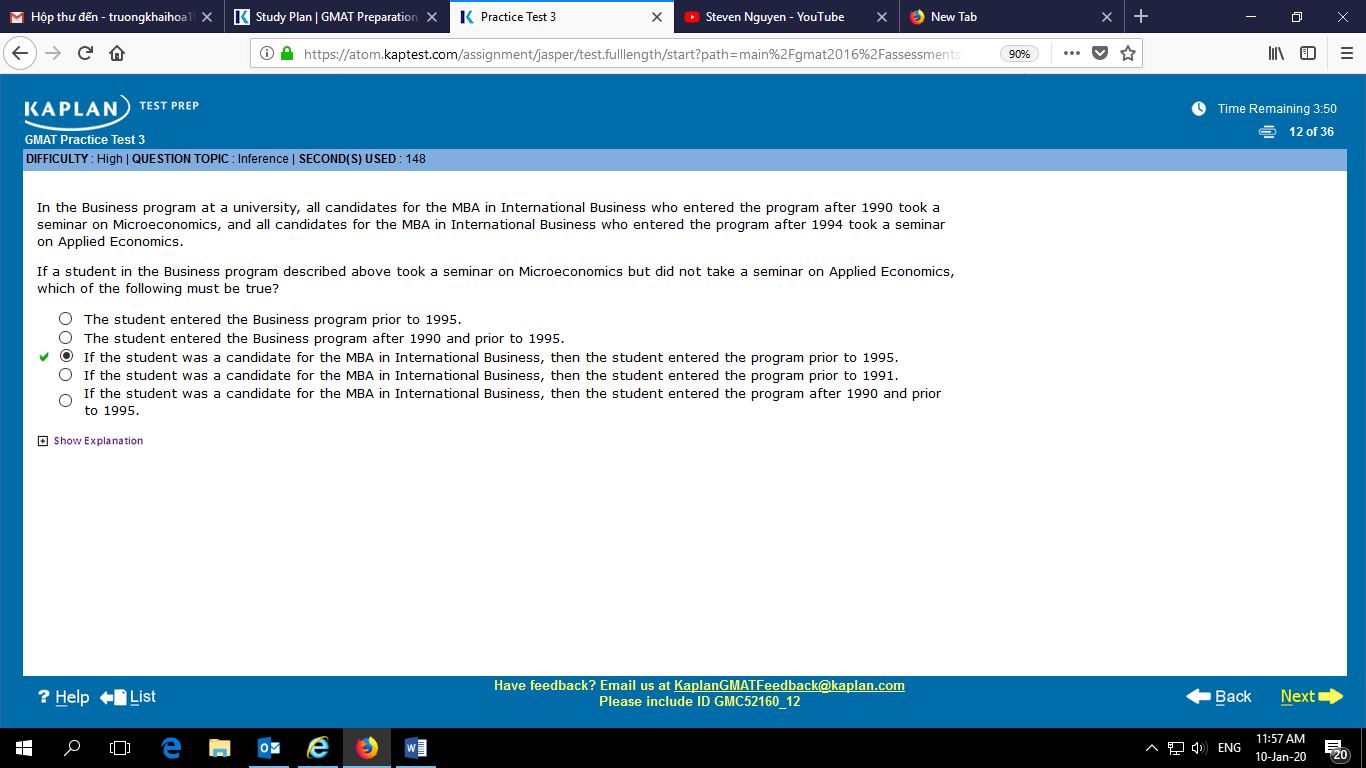 Hộp thư đến - truongkhaihoa1
Study Plan | GMAT Preparation
Practice Test 3
Steven Nguyen - YouTube
New Tab
https://atom.kaptest.com/assignment/jasper/test.fulllength/start?path=main%2Fgmat2016%2Fassessments
90%
KAPLAN TEST PREP
GMAT Practice Test 3
Time Remaining 3:50
12 of 36
DIFFICULTY : High | QUESTION TOPIC : Inference | SECOND(S) USED : 148
In the Business program at a university, all candidates for the MBA in International Business who entered the program after 1990 took a
seminar on Microeconomics, and all candidates for the MBA in International Business who entered the program after 1994 took a seminar
on Applied Economics.
If a student in the Business program described above took a seminar on Microeconomics but did not take a seminar on Applied Economics,
which of the following must be true?
The student entered the Business program prior to 1995.
The student entered the Business program after 1990 and prior to 1995.
If the student was a candidate for the MBA in International Business, then the student entered the program prior to 1995.
If the student was a candidate for the MBA in International Business, then the student entered the program prior to 1991.
If the student was a candidate for the MBA in International Business, then the student entered the program after 1990 and prior
to 1995.
Show Explanation
? Help
List
Have feedback? Email us at KaplanGMATFeedback@kaplan.com
Please include ID GMC52160_12
Back
Next
ENG
11:57 AM
10-Jan-20
20